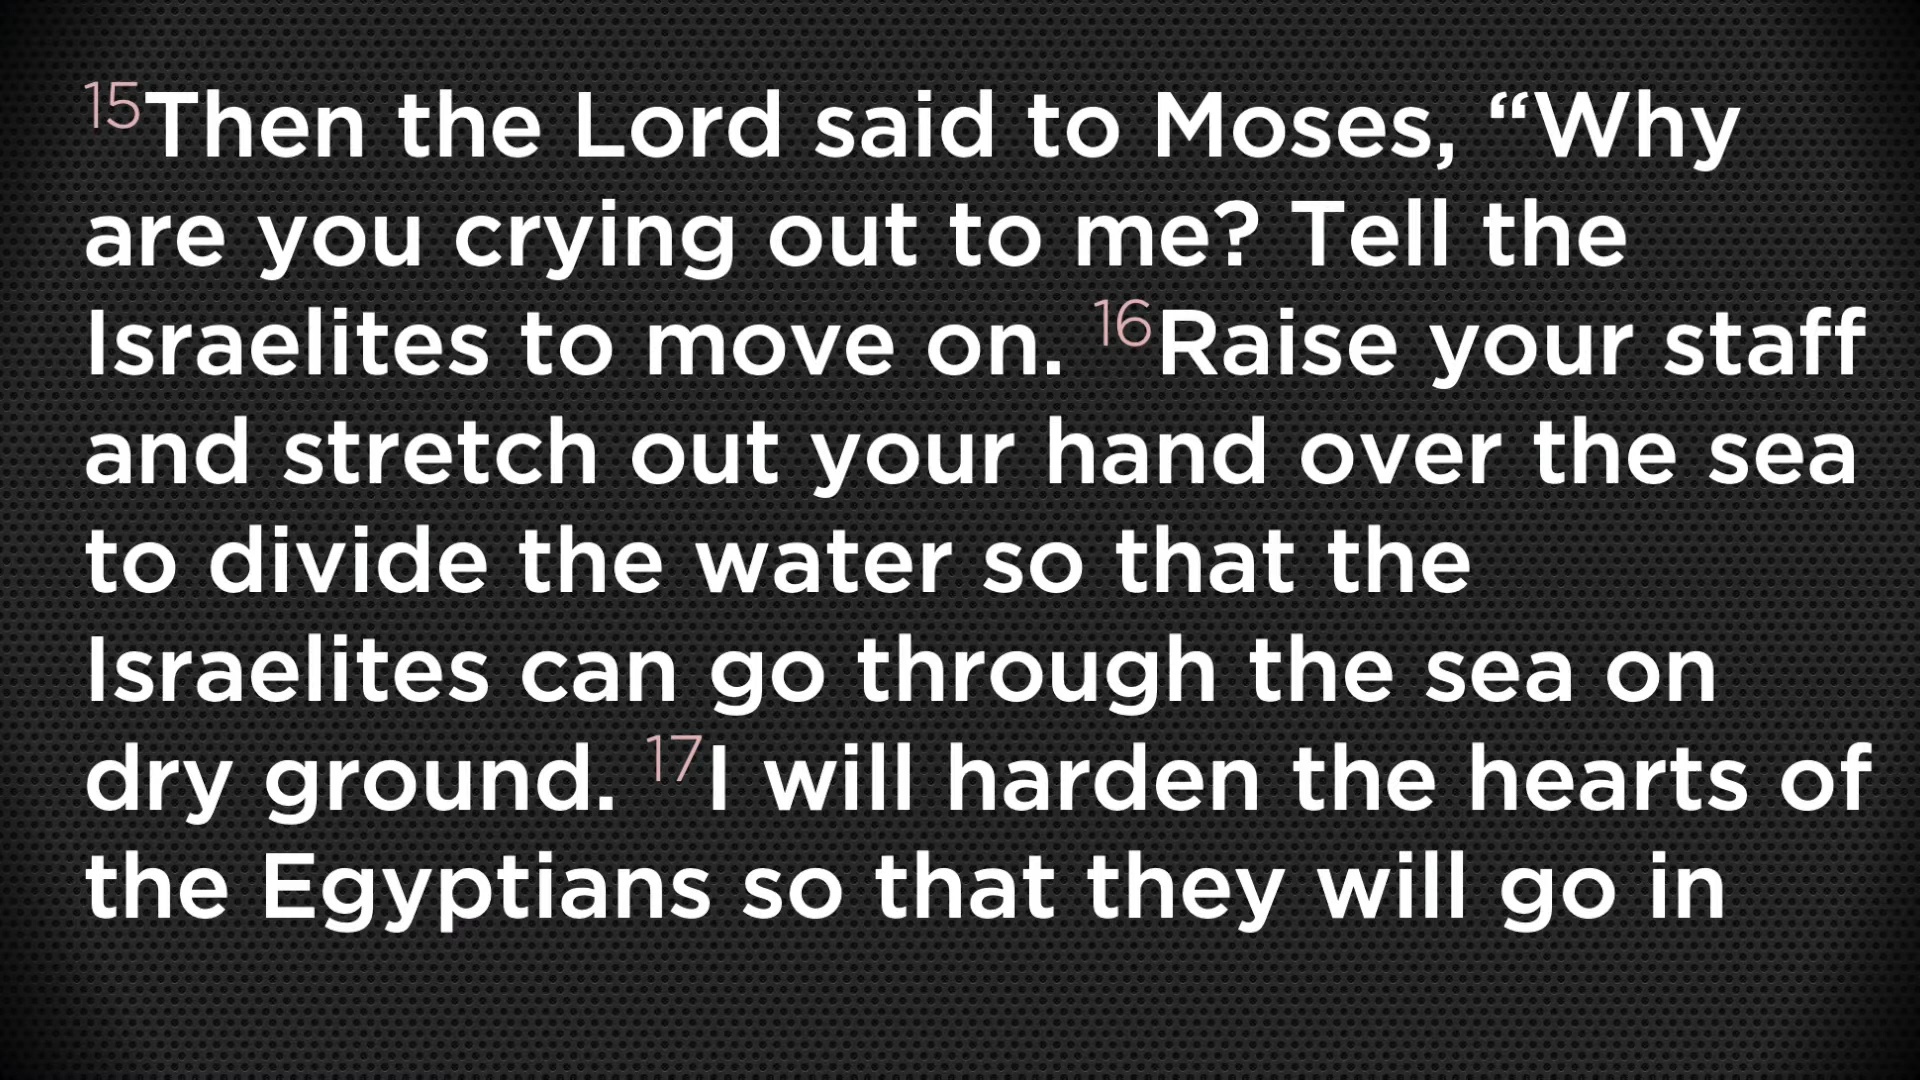 15Then the Lord said to Moses, “Why
are you crying out to me? Tell the
Israelites to move on. 16Raise your staff
and stretch out your hand over the sea
to divide the water so that the
Israelites can go through the sea on
dry ground. 17I will harden the hearts of
the Egyptians so that they will go in